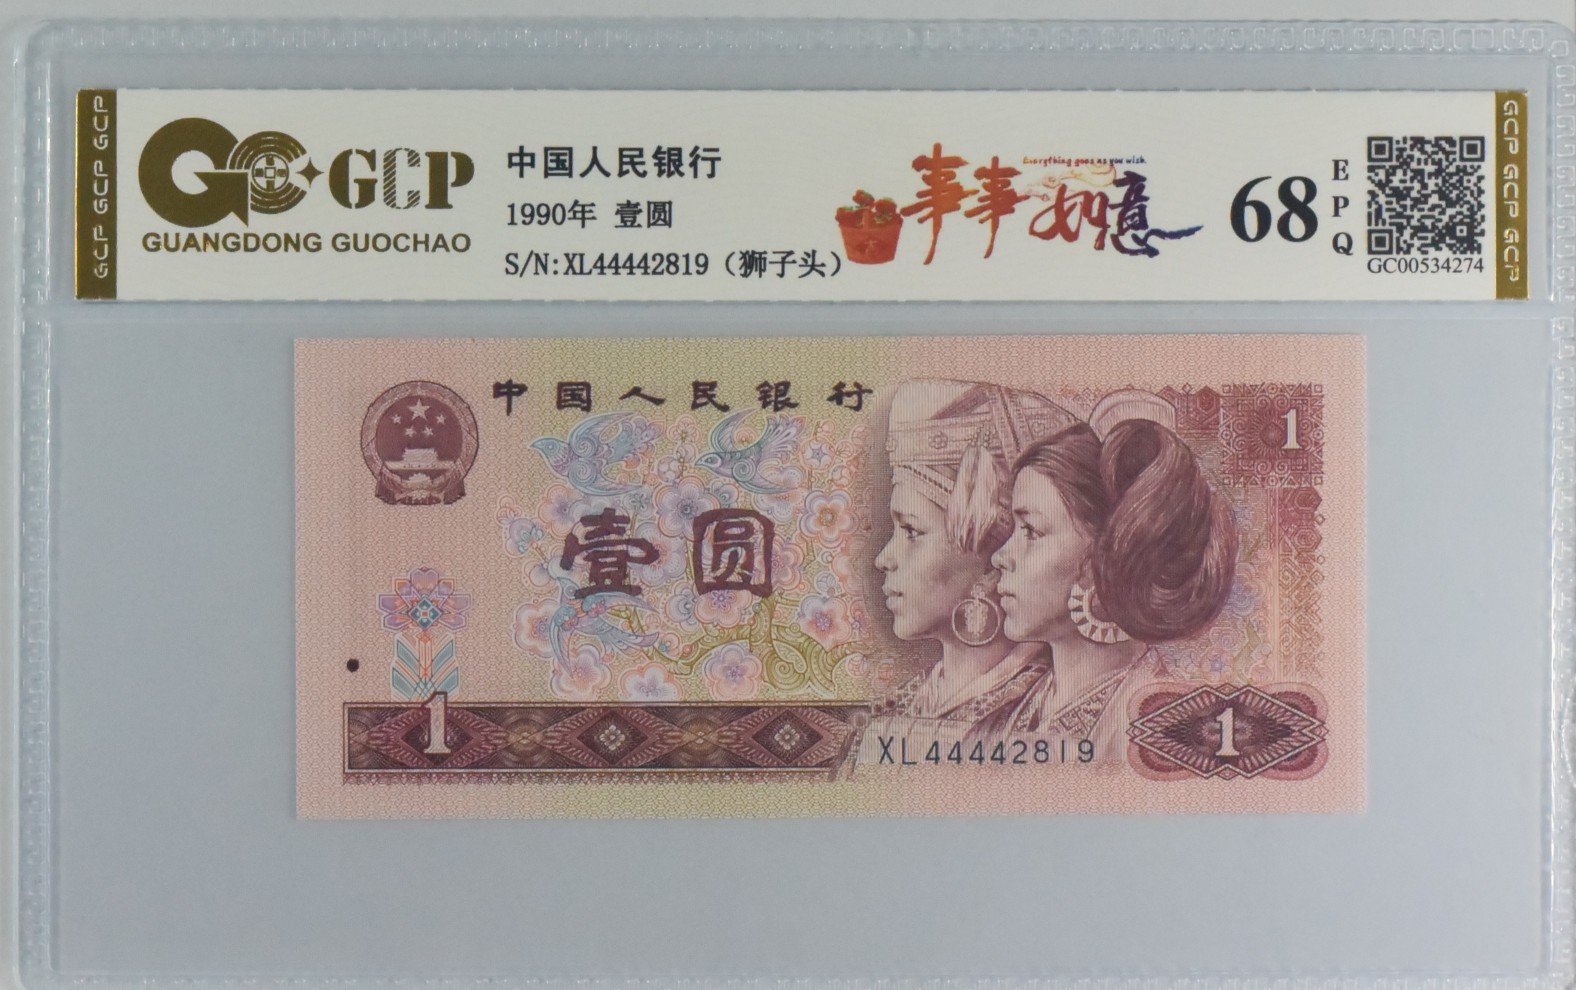 GCP GCP GCP
GCP
GUANGDONG GUOCHAO
中国人民银行
1990年 壹圆
S/N:XL44442819（狮子头）
Everything goes as you wish.
事事如意
68
EPQ
GC00534274
GCP GCP GCP
中国人民银行
1
壹圆
1
XL44442819
1